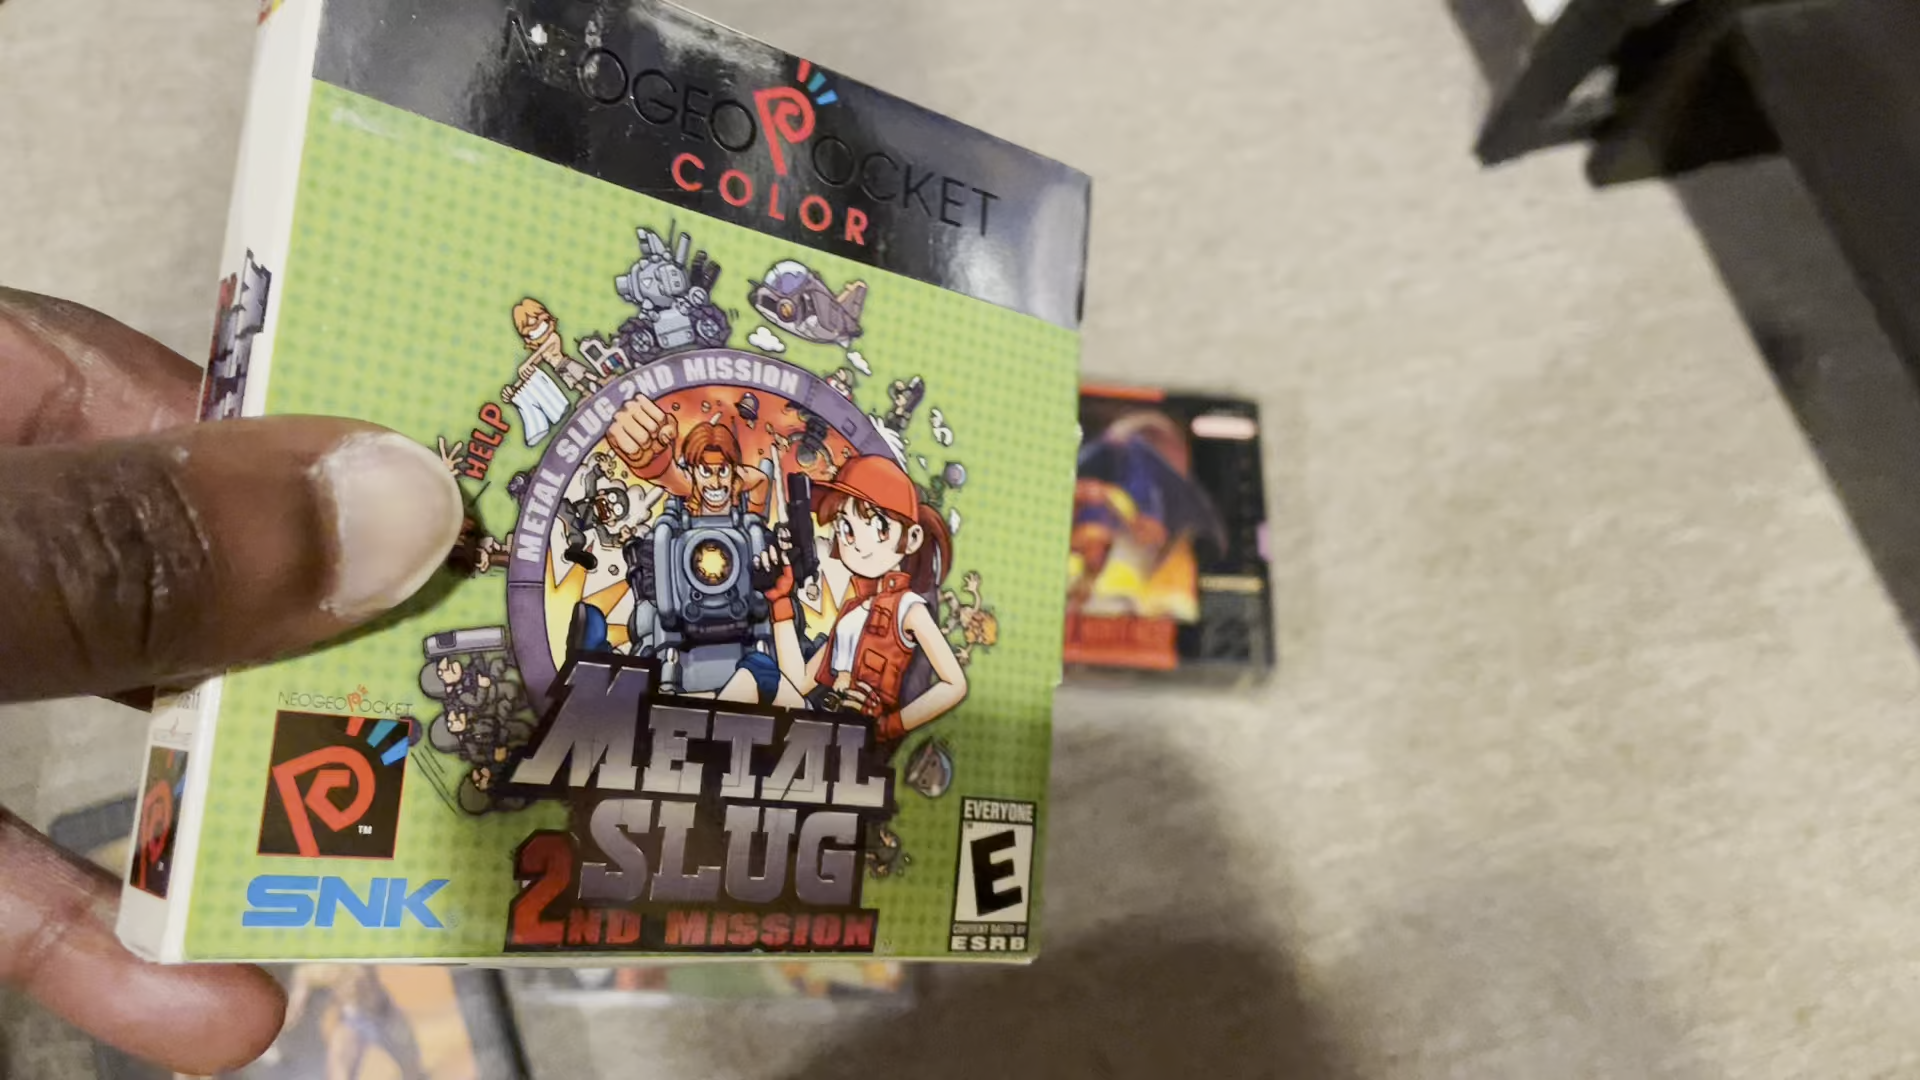 NEOGEO POCKET
COLOR
HELP
METAL SLUG 2ND MISSION
NEOGEO POCKET
TM
SNK
METAL
SLUG
2ND MISSION
EVERYONE
E
CONTENT RATED BY
ESRB